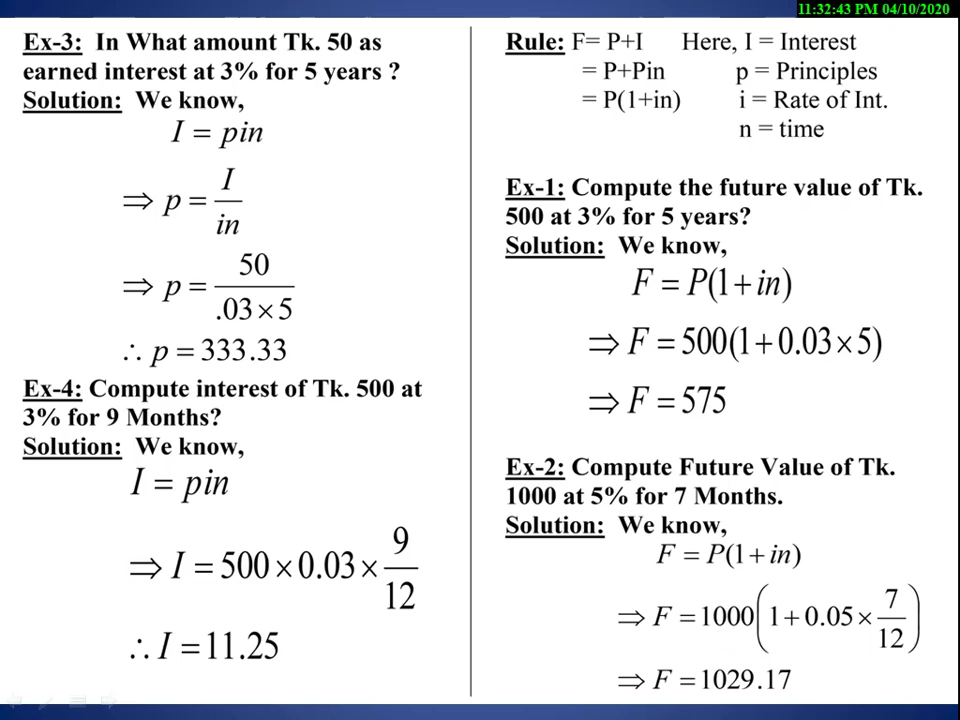 11:32:43 PM 04/10/2020
Ex-3: In What amount Tk. 50 as
earned interest at 3% for 5 years ?
Solution: We know,
I = pin
⇒ p = I/in
⇒ p = 50/.03×5
∴ p = 333.33
Ex-4: Compute interest of Tk. 500 at
3% for 9 Months?
Solution: We know,
I = pin
⇒ I = 500 × 0.03 × 9/12
∴ I = 11.25
Rule: F= P+I Here, I = Interest
= P+Pin p = Principles
= P(1+in) i = Rate of Int.
n = time
Ex-1: Compute the future value of Tk.
500 at 3% for 5 years?
Solution: We know,
F = P(1 + in)
⇒ F = 500(1 + 0.03 × 5)
⇒ F = 575
Ex-2: Compute Future Value of Tk.
1000 at 5% for 7 Months.
Solution: We know,
F = P(1 + in)
⇒ F = 1000(1 + 0.05 × 7/12)
⇒ F = 1029.17